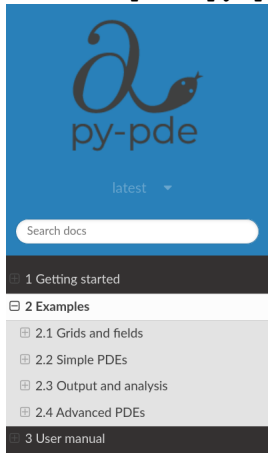 py-pde
latest
Search docs
1 Getting started
2 Examples
2.1 Grids and fields
2.2 Simple PDEs
2.3 Output and analysis
2.4 Advanced PDEs
3 User manual